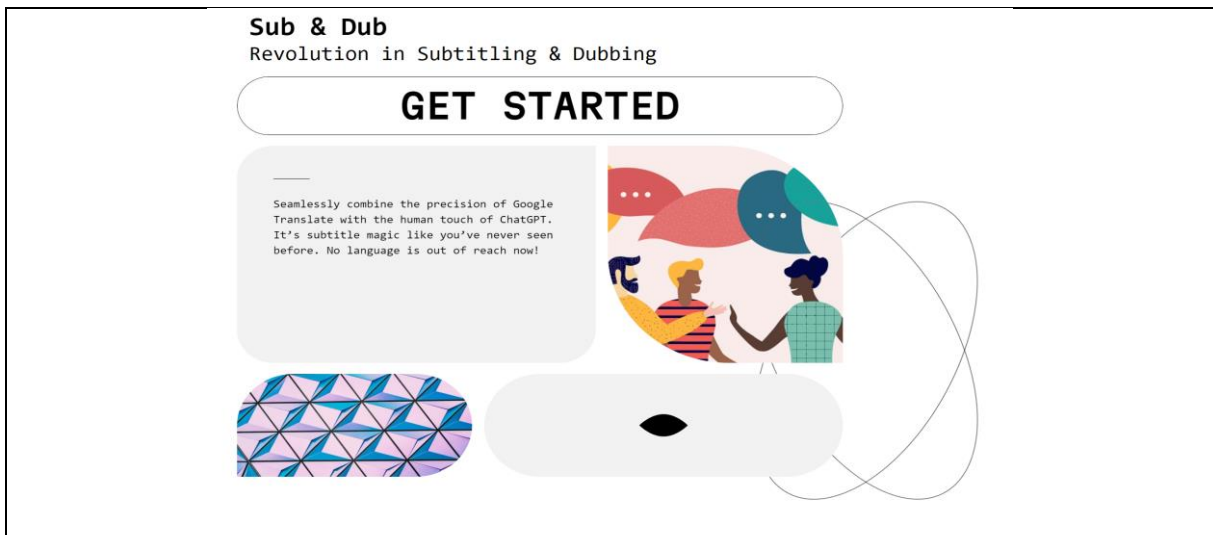 Sub & Dub
Revolution in Subtitling & Dubbing
GET STARTED
Seamlessly combine the precision of Google
Translate with the human touch of ChatGPT.
It’s subtitle magic like you’ve never seen
before. No language is out of reach now!